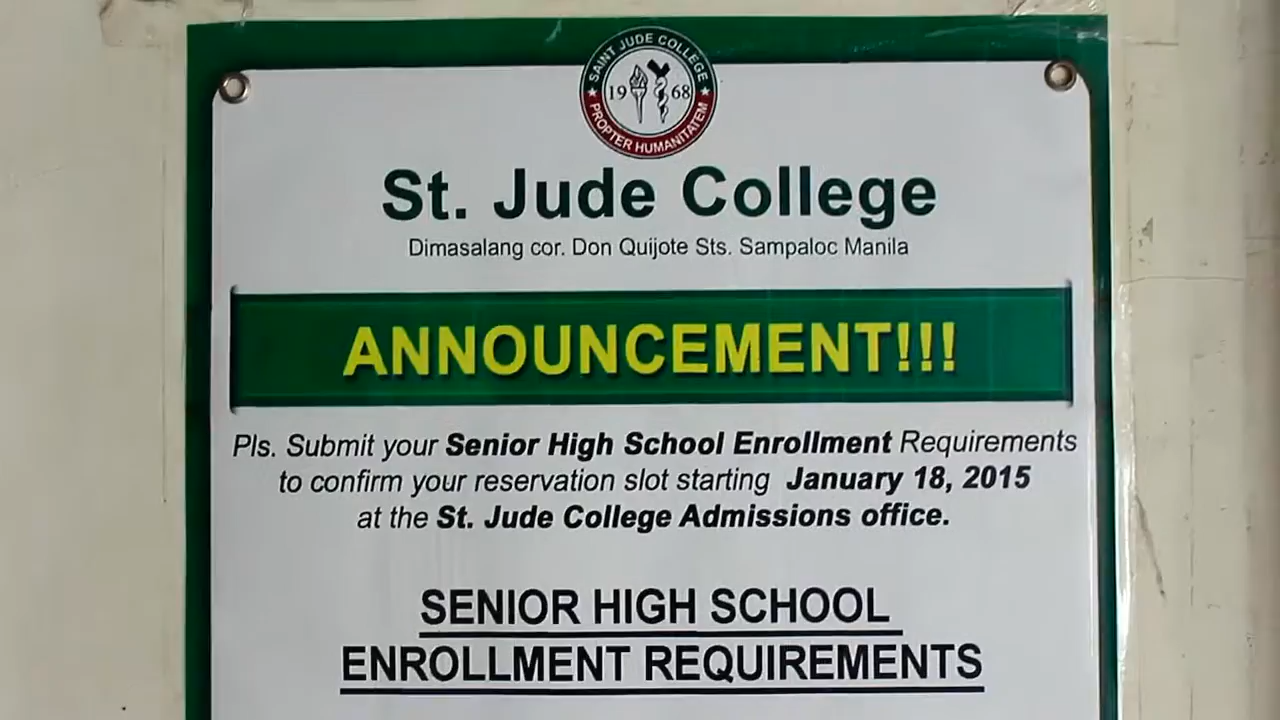 SAINT JUDE COLLEGE
19 68
PROPTER HUMANITATEM
St. Jude College
Dimasalang cor. Don Quijote Sts. Sampaloc Manila
ANNOUNCEMENT!!!
Pls. Submit your Senior High School Enrollment Requirements
to confirm your reservation slot starting January 18, 2015
at the St. Jude College Admissions office.
SENIOR HIGH SCHOOL
ENROLLMENT REQUIREMENTS